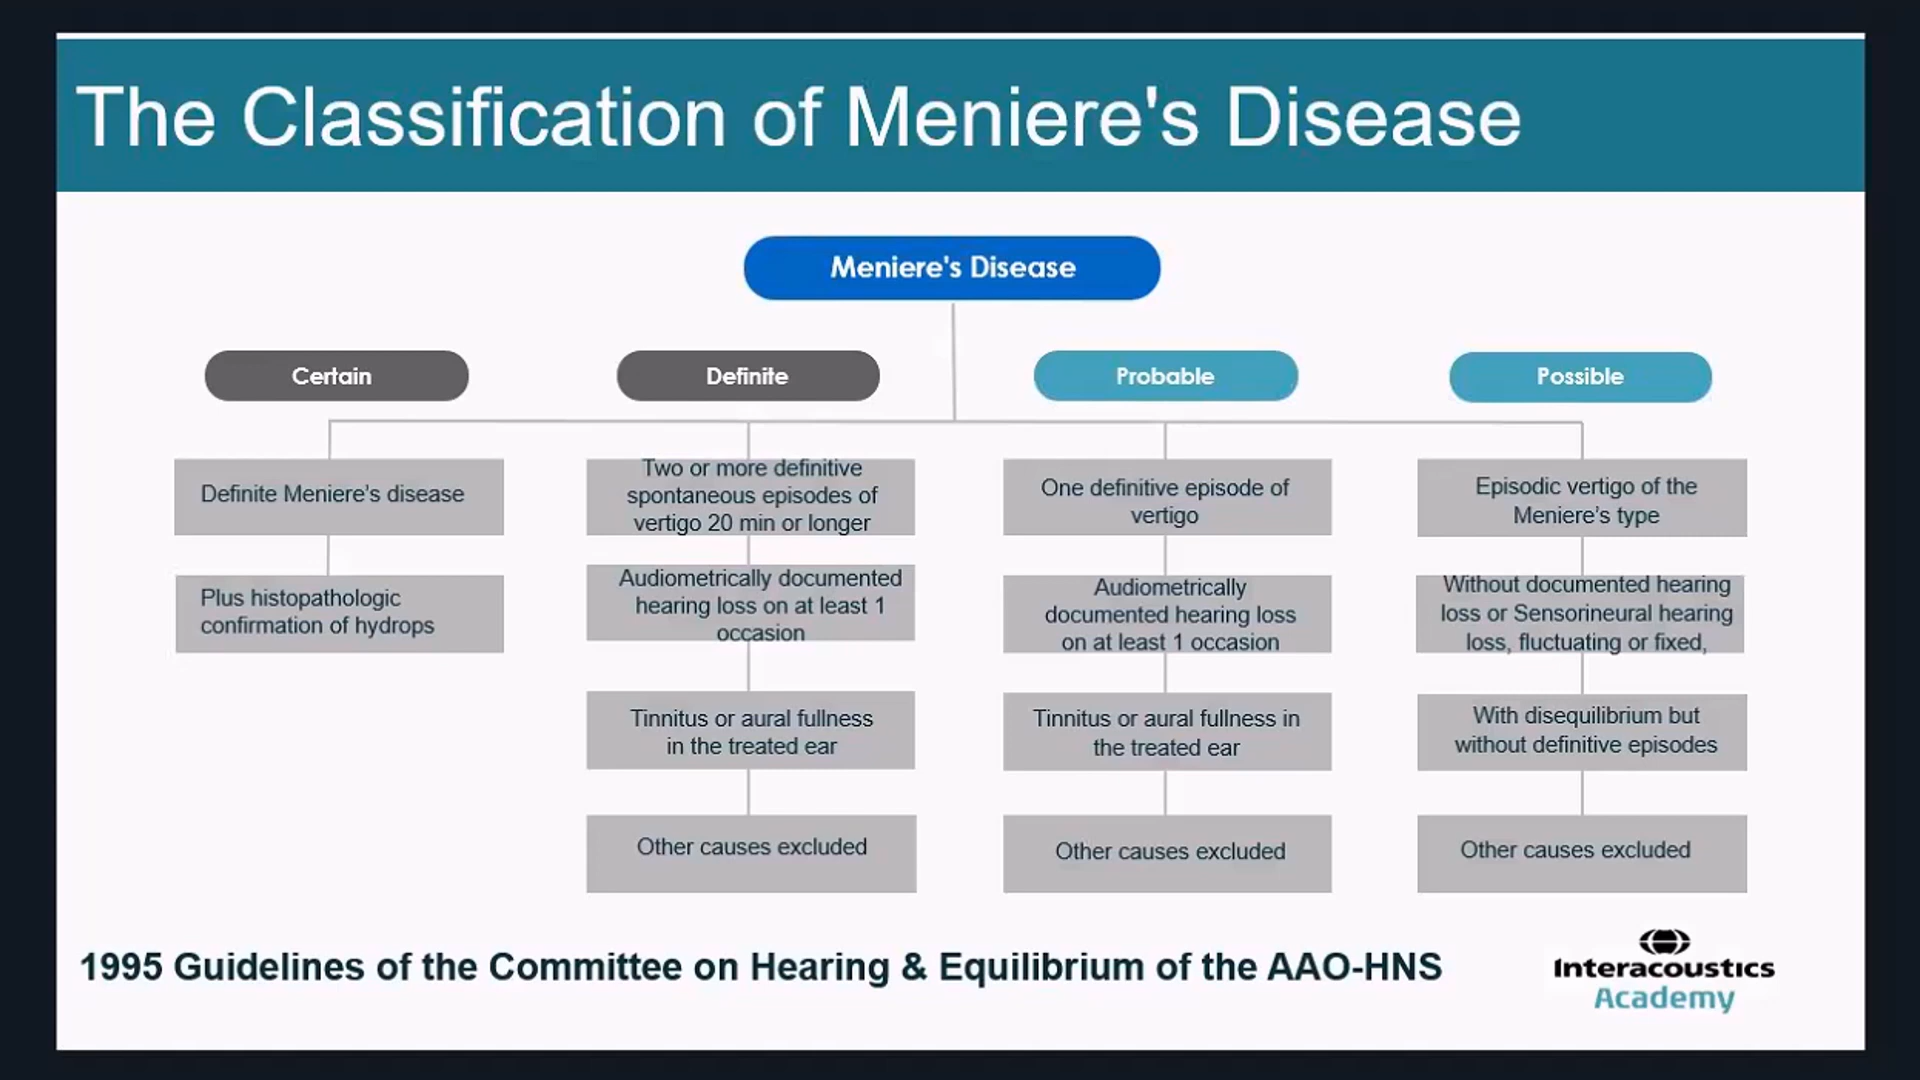 The Classification of Meniere's Disease
Meniere's Disease
Certain
Definite
Probable
Possible
Definite Meniere's disease
Plus histopathologic
confirmation of hydrops
Two or more definitive
spontaneous episodes of
vertigo 20 min or longer
Audiometrically documented
hearing loss on at least 1
occasion
Tinnitus or aural fullness
in the treated ear
Other causes excluded
One definitive episode of
vertigo
Audiometrically
documented hearing loss
on at least 1 occasion
Tinnitus or aural fullness in
the treated ear
Other causes excluded
Episodic vertigo of the
Meniere's type
Without documented hearing
loss or Sensorineural hearing
loss, fluctuating or fixed,
With disequilibrium but
without definitive episodes
Other causes excluded
1995 Guidelines of the Committee on Hearing & Equilibrium of the AAO-HNS
Interacoustics
Academy